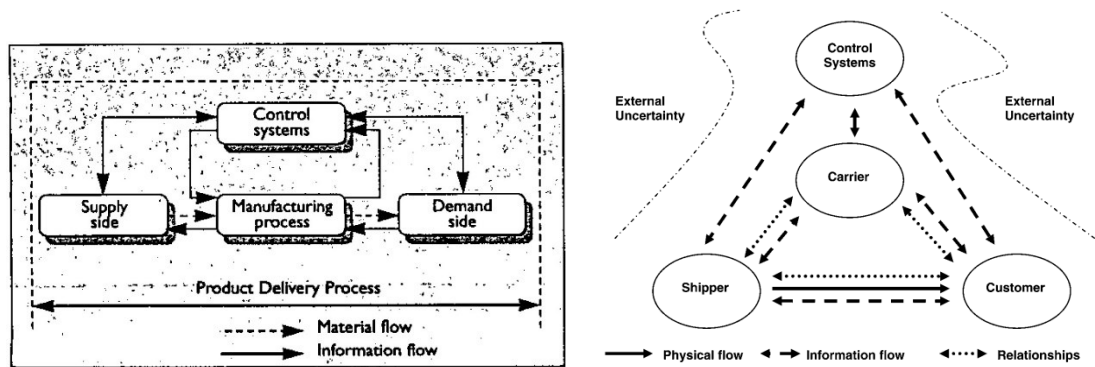 Control
systems
Supply
side
Manufacturing
process
Demand
side
Product Delivery Process
Material flow
Information flow
Control
Systems
External
Uncertainty
External
Uncertainty
Carrier
Shipper
Customer
Physical flow
Information flow
Relationships